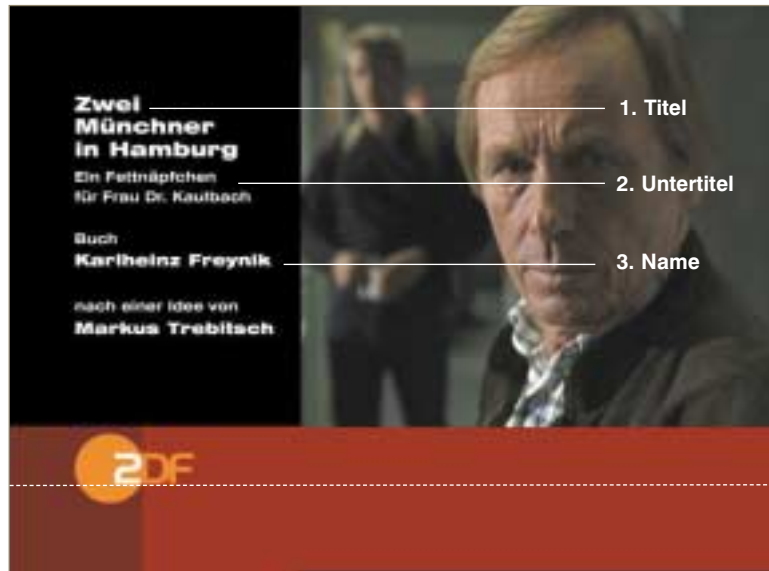 Zwei
Münchner
in Hamburg
Ein Fettnäpfchen
für Frau Dr. Kaulbach
Buch
Karlheinz Freynik
nach einer Idee von
Markus Trebitsch
1. Titel
2. Untertitel
3. Name
2DF